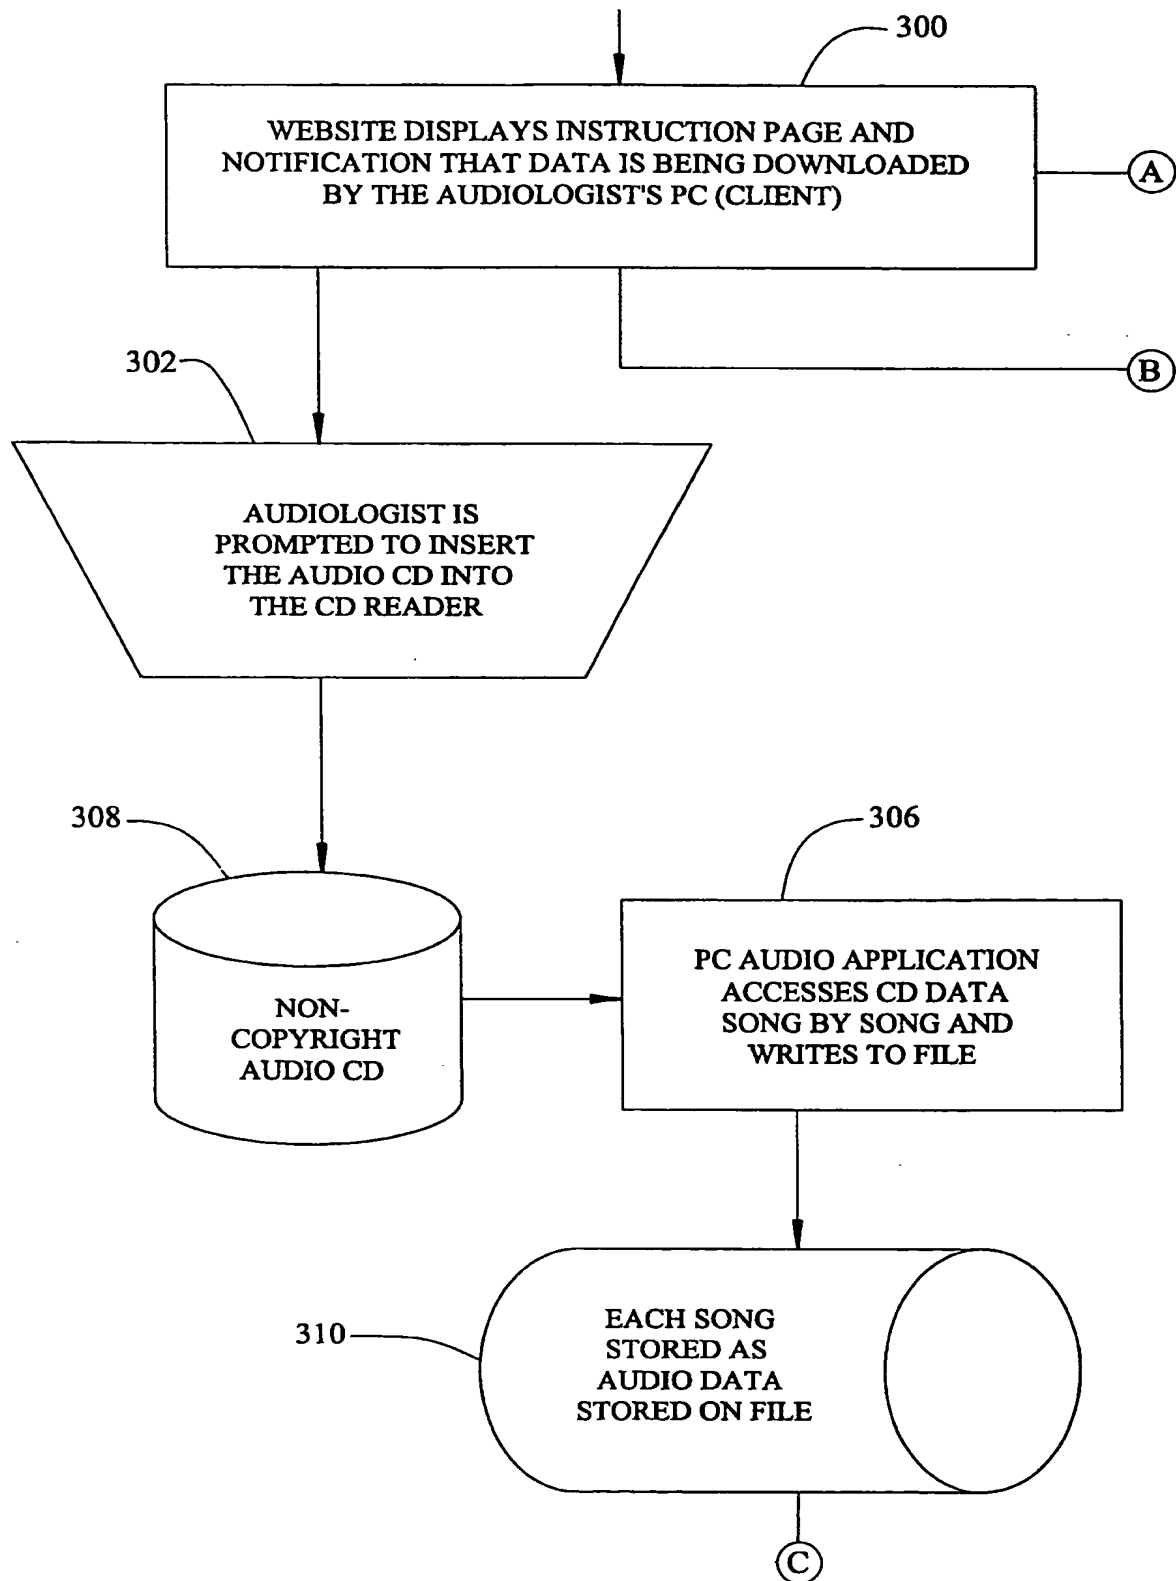 300
WEBSITE DISPLAYS INSTRUCTION PAGE AND
NOTIFICATION THAT DATA IS BEING DOWNLOADED
BY THE AUDIOLOGIST'S PC (CLIENT)
A
B
302
AUDIOLOGIST IS
PROMPTED TO INSERT
THE AUDIO CD INTO
THE CD READER
308
NON-
COPYRIGHT
AUDIO CD
306
PC AUDIO APPLICATION
ACCESSES CD DATA
SONG BY SONG AND
WRITES TO FILE
310
EACH SONG
STORED AS
AUDIO DATA
STORED ON FILE
C